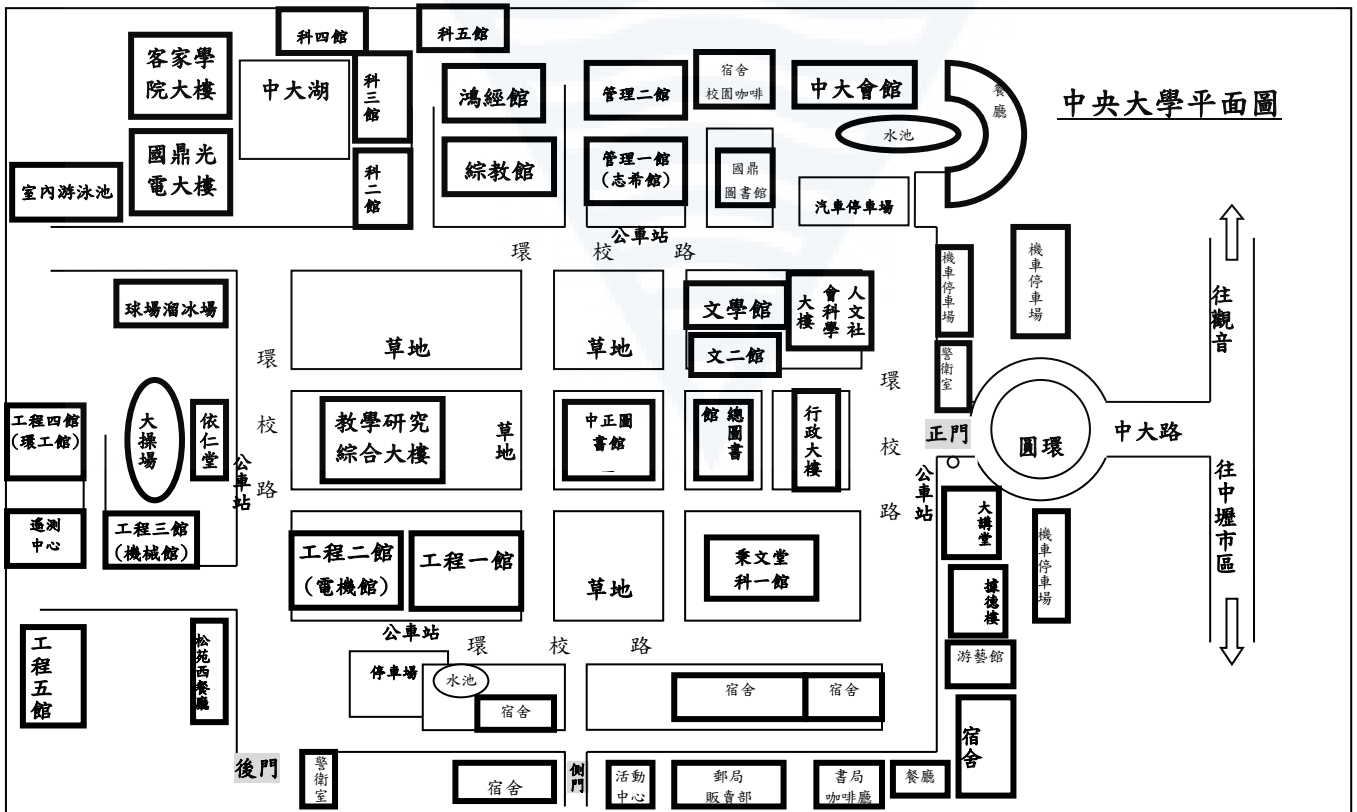 科四館
科五館
客家學
院大樓
中大湖
科三館
鴻經館
管理二館
宿舍
校園咖啡
中大會館
餐廳
中央大學平面圖
水池
國鼎光
電大樓
室內游泳池
科二館
綜教館
管理一館
(志希館)
國鼎
圖書館
汽車停車場
公車站
環 校 路
機車停車場
機車停車場
往觀音
球場溜冰場
草地
草地
文學館
人文社
會科學
大樓
文二館
環校路
環校路
警衛室
工程四館
(環工館)
大操場
依仁堂
公車站
教學研究
綜合大樓
草地
中正圖
書館
總圖書
館
行政大樓
正門
圓環
中大路
公車站
往中壢市區
遙測
中心
工程三館
(機械館)
工程二館
(電機館)
工程一館
草地
秉文堂
科一館
大講堂
機車停車場
據德樓
公車站
環 校 路
工程五館
松苑西餐廳
停車場
水池
宿舍
宿舍
宿舍
游藝館
宿舍
後門
警衛室
宿舍
側門
活動
中心
郵局
販賣部
書局
咖啡廳
餐廳